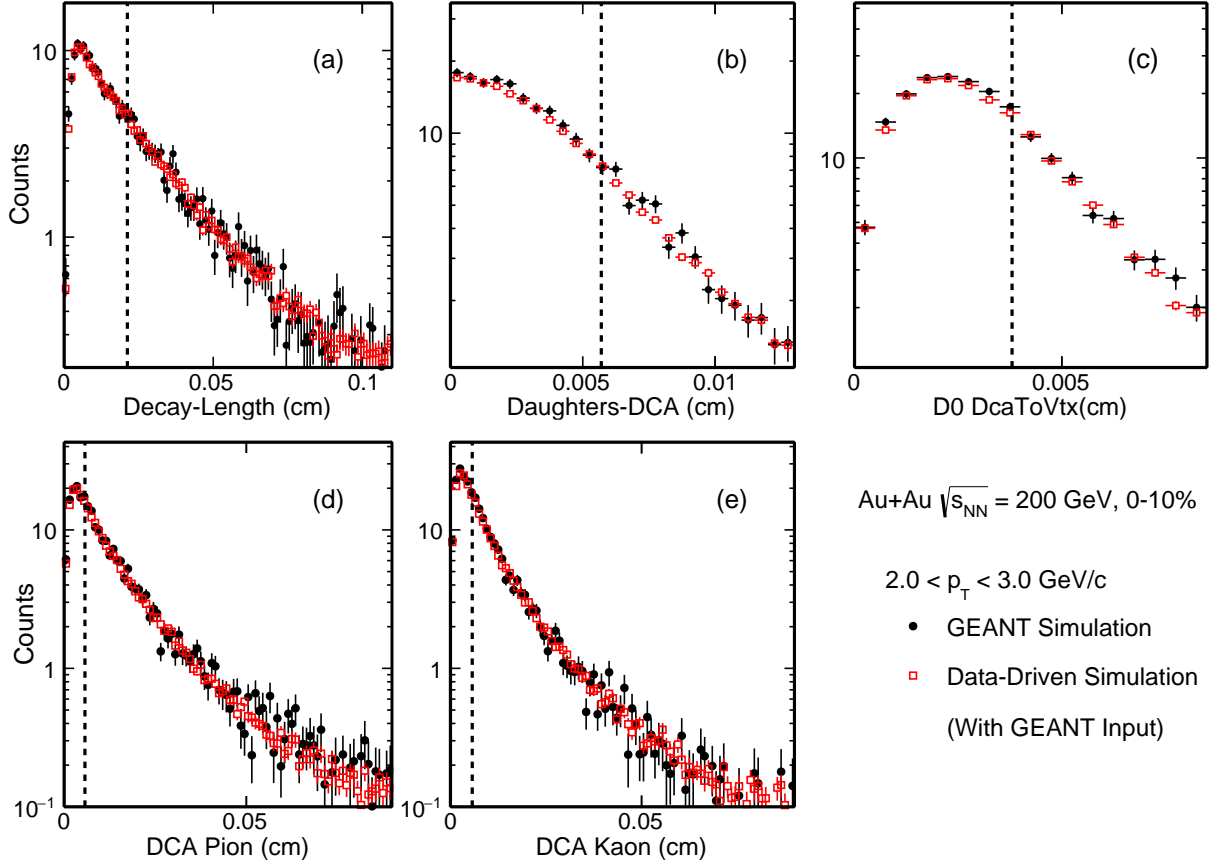 Counts
10
1
(a)
0
0.05
0.1
Decay-Length (cm)
10
(b)
0
0.005
0.01
Daughters-DCA (cm)
10
(c)
0
0.005
D0 DcaToVtx(cm)
Counts
10
1
10⁻¹
(d)
0
0.05
DCA Pion (cm)
10
1
10⁻¹
(e)
0
0.05
DCA Kaon (cm)
Au+Au √s_NN = 200 GeV, 0-10%
2.0 < p_T < 3.0 GeV/c
GEANT Simulation
Data-Driven Simulation
(With GEANT Input)